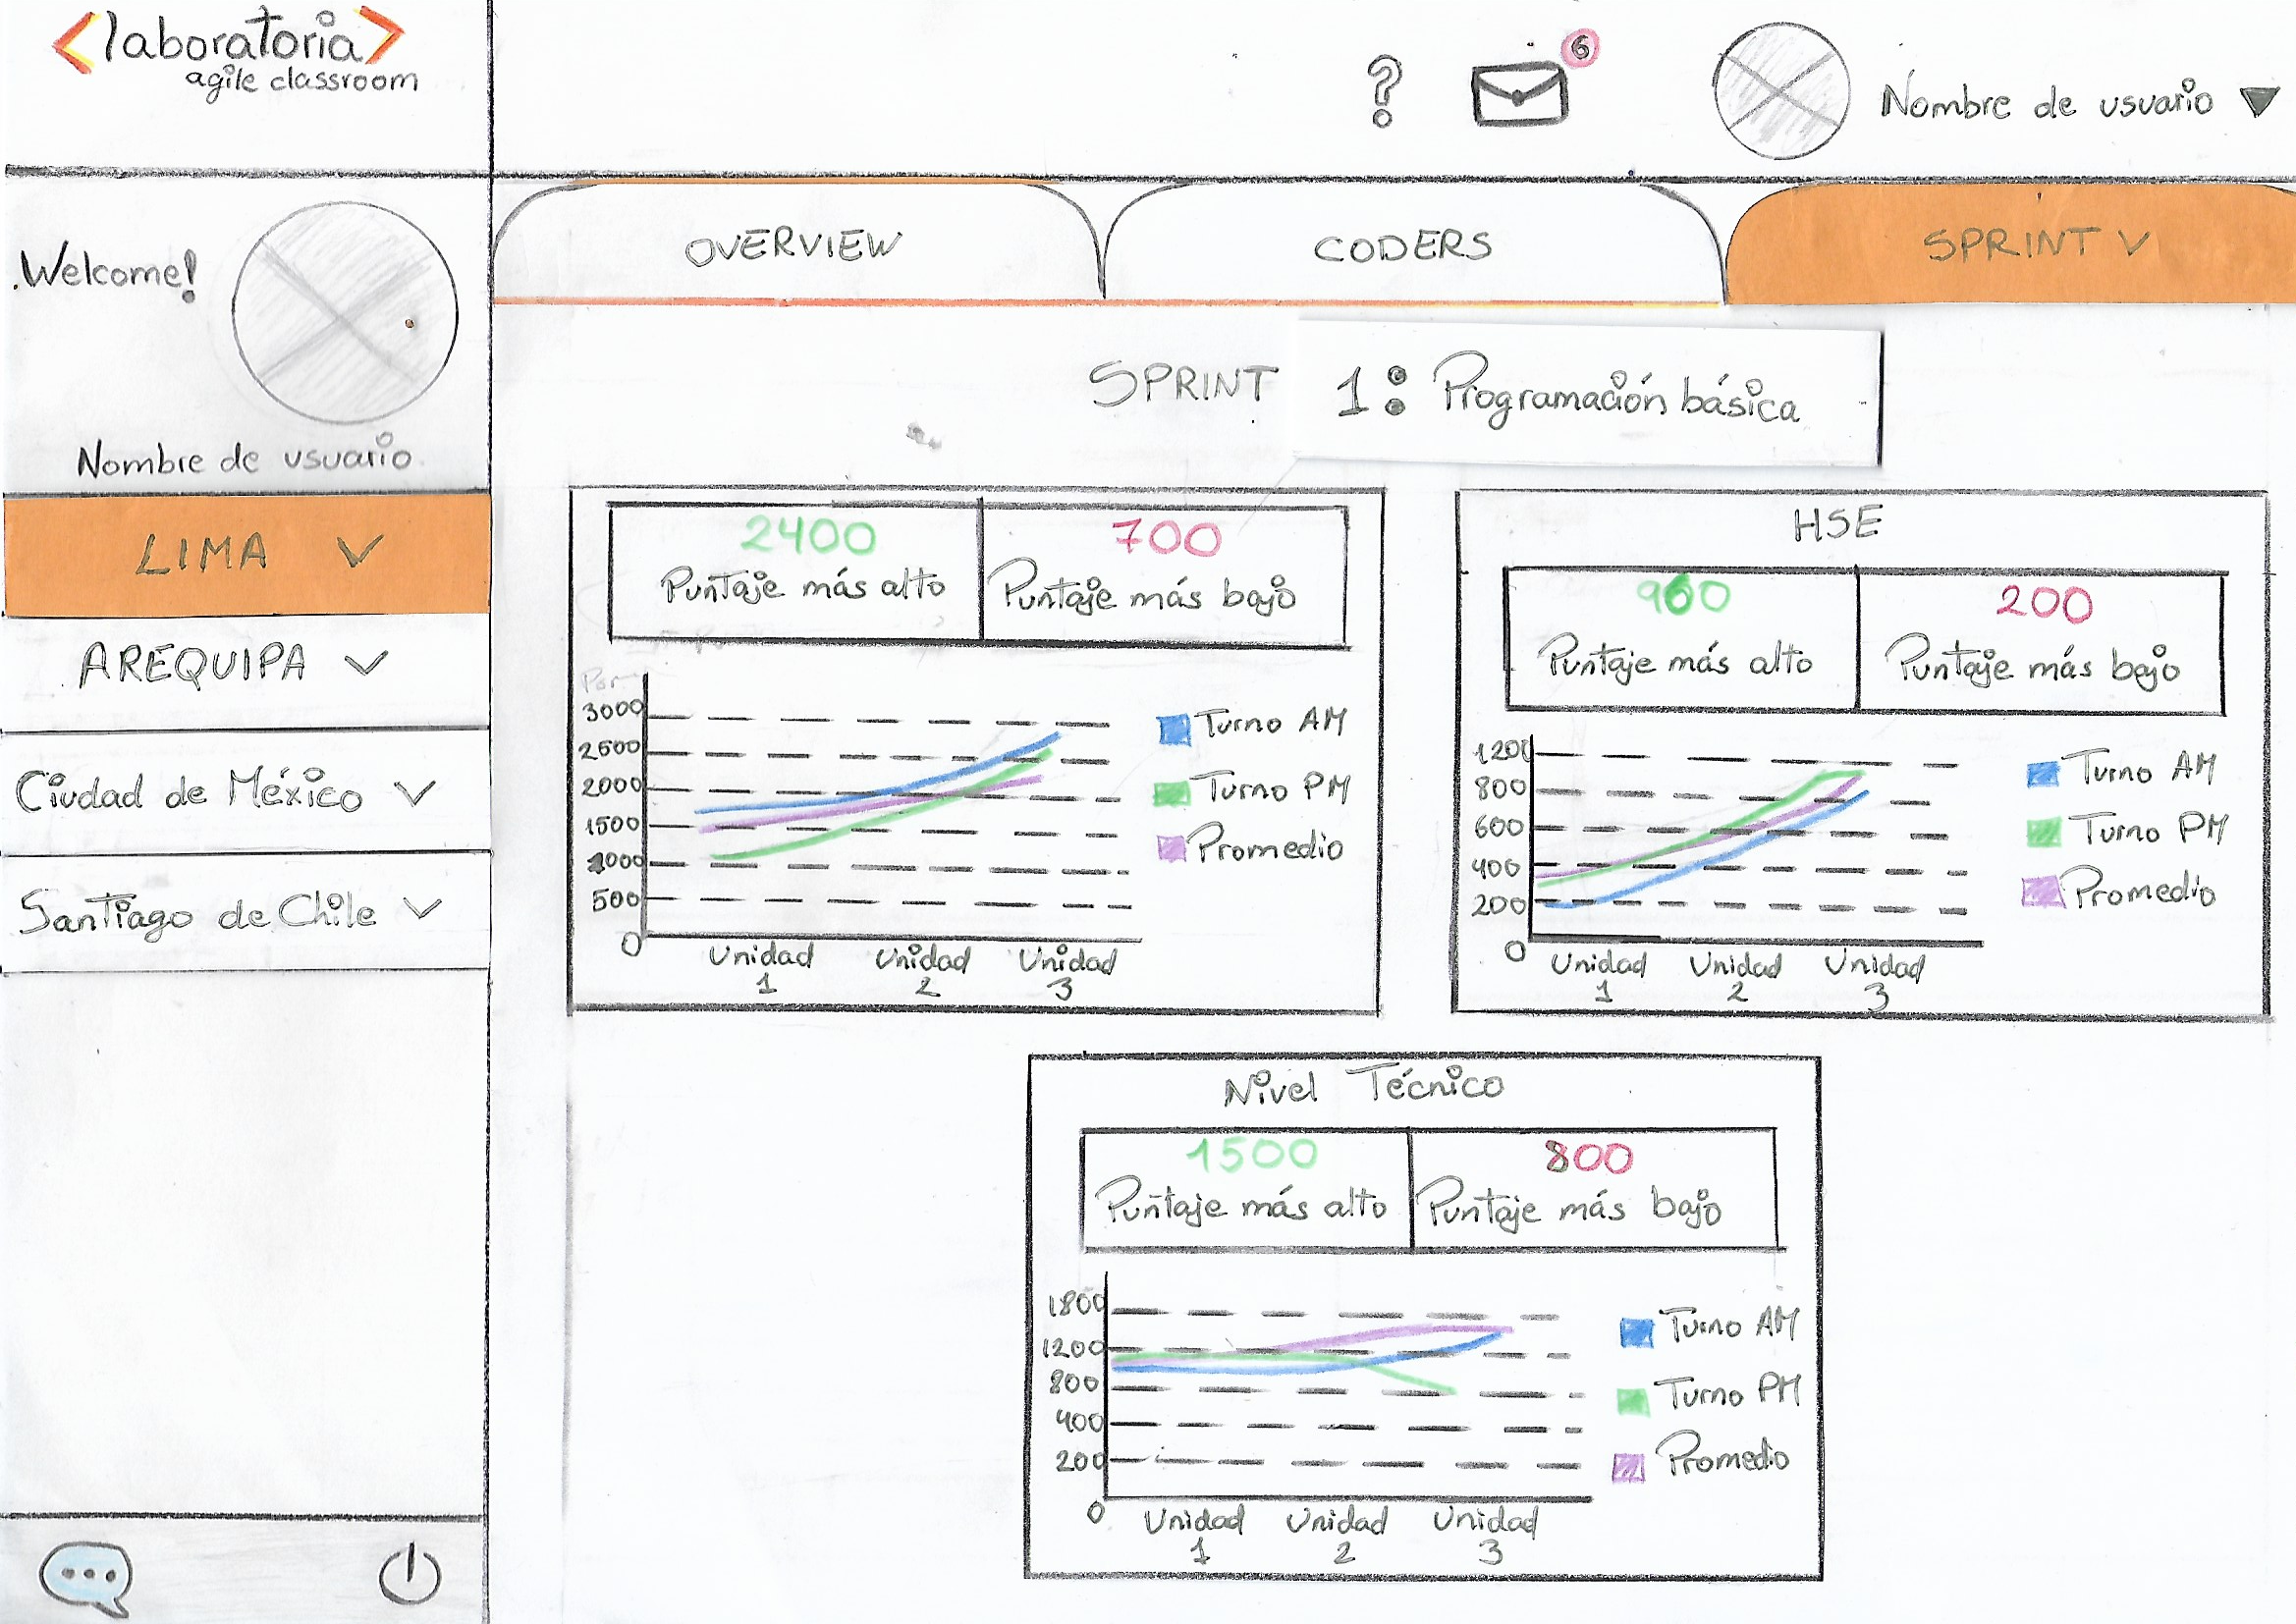 <laboratoria>
agile classroom
?
6
Nombre de usuario
Welcome!
Nombre de usuario
LIMA
AREQUIPA
Ciudad de México
Santiago de Chile
OVERVIEW
CODERS
SPRINT
SPRINT 1: Programación básica
2400
Puntaje más alto
700
Puntaje más bajo
3000
2500
2000
1500
1000
500
0
Unidad 1
Unidad 2
Unidad 3
Turno AM
Turno PM
Promedio
HSE
900
Puntaje más alto
200
Puntaje más bajo
1200
800
600
400
200
0
Unidad 1
Unidad 2
Unidad 3
Turno AM
Turno PM
Promedio
Nivel Técnico
1500
Puntaje más alto
800
Puntaje más bajo
1800
1200
800
400
200
0
Unidad 1
Unidad 2
Unidad 3
Turno AM
Turno PM
Promedio